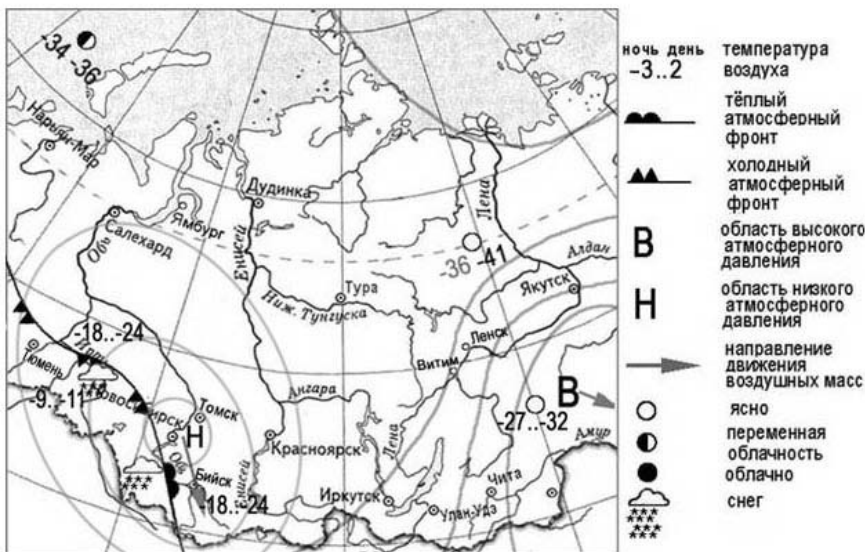 -34 -36
Нарьян-Мар
Дудинка
Лена
Ямбург
Салехард
Обь
Енисей
-36 -41
Алдан
Якутск
Тура
Ниж. Тунгуска
-18..-24
Ленск
Тюмень
Витим
В
-9..-11
Томск
Ангара
-27..-32
Н
Красноярск
Лена
Амур
Обь
Бийск
Енисей
Иркутск
Чита
-18..-24
Улан-Удэ
ночь день
-3..2
температура
воздуха
тёплый
атмосферный
фронт
холодный
атмосферный
фронт
В
область высокого
атмосферного
давления
Н
область низкого
атмосферного
давления
направление
движения
воздушных масс
ясно
переменная
облачность
облачно
снег